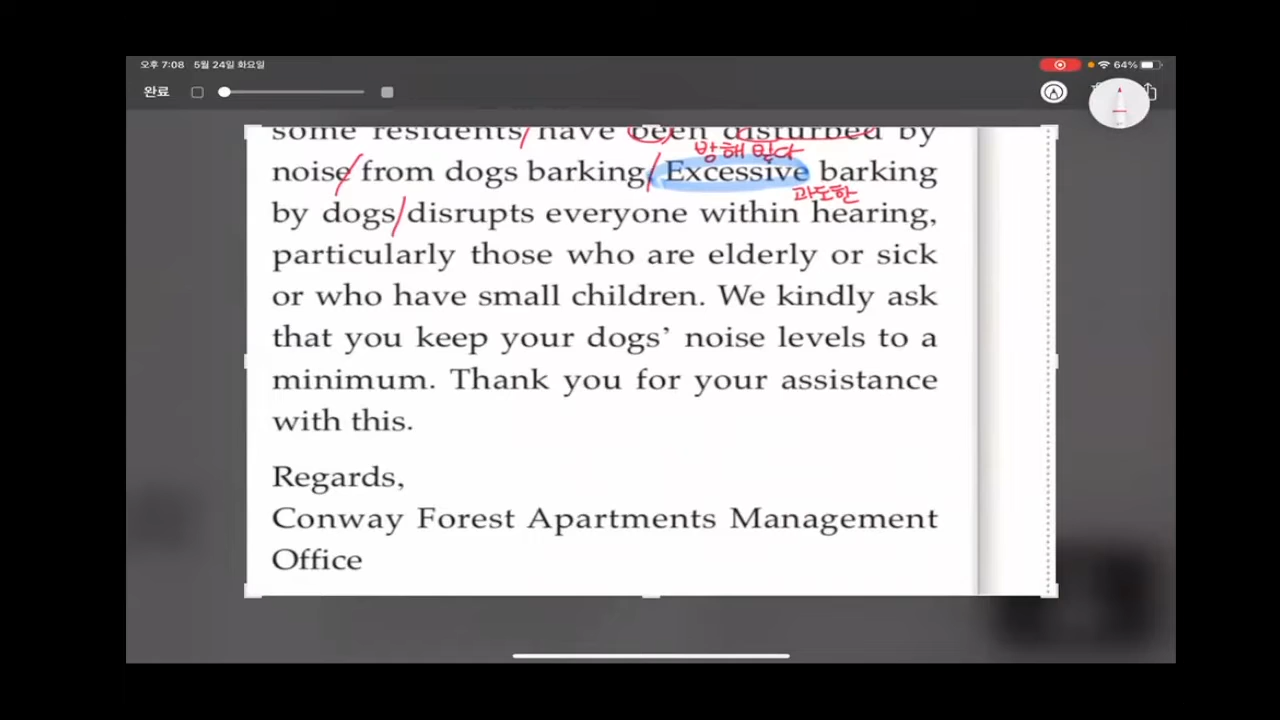 오후 7:08 5월 24일 화요일
64%
완료
some residents/ have been disturbed by
방해 받다
noise/ from dogs barking./ Excessive barking
과도한
by dogs/ disrupts everyone within hearing,
particularly those who are elderly or sick
or who have small children. We kindly ask
that you keep your dogs’ noise levels to a
minimum. Thank you for your assistance
with this.
Regards,
Conway Forest Apartments Management
Office